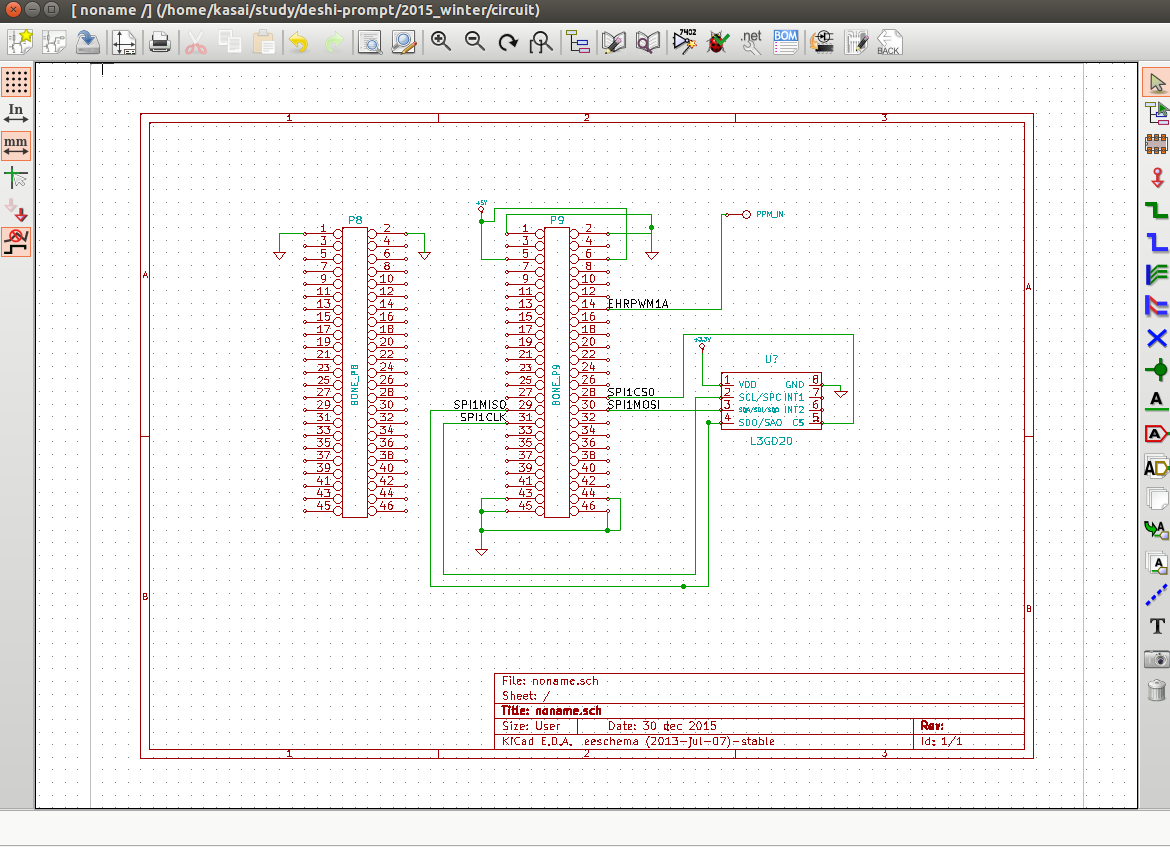 [ noname /] (/home/kasai/study/deshi-prompt/2015_winter/circuit)
7402
.net
BOM
BACK
In
mm
1 2 3
A A
B B
P8
1 2
3 4
5 6
7 8
9 10
11 12
13 14
15 16
17 18
19 20
21 22
23 24
25 26
27 28
29 30
31 32
33 34
35 36
37 38
39 40
41 42
43 44
45 46
BONE_P8
+5V
P9
1 2
3 4
5 6
7 8
9 10
11 12
13 14
15 16
17 18
19 20
21 22
23 24
25 26
27 28
29 30
31 32
33 34
35 36
37 38
39 40
41 42
43 44
45 46
BONE_P9
PPM_IN
EHRPWM1A
SPI1CS0
SPI1MISO
SPI1MOSI
SPI1CLK
+3.3V
U?
1 VDD GND 8
2 SCL/SPC INT1 7
3 SDA/SDI/SDO INT2 6
4 SDO/SAO CS 5
L3GD20
File: noname.sch
Sheet: /
Title: noname.sch
Size: User Date: 30 dec 2015 Rev:
KiCad E.D.A. eeschema (2013-Jul-07)-stable Id: 1/1
1 2 3
A
A
AD
A
A
T